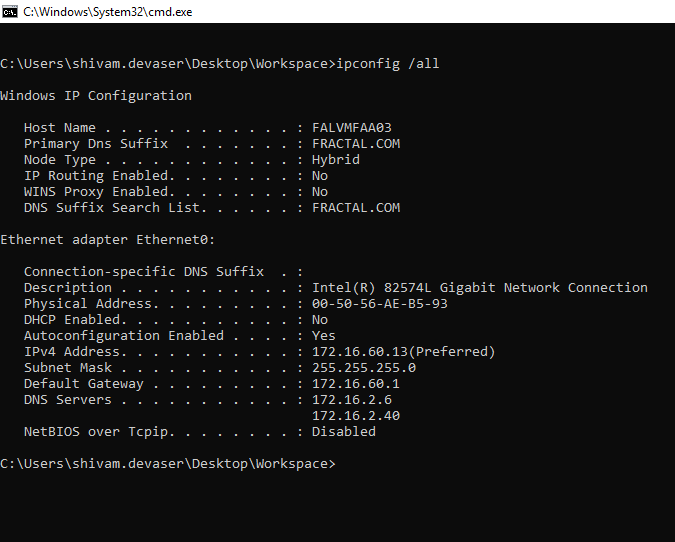 C:\Windows\System32\cmd.exe
C:\Users\shivam.devaser\Desktop\Workspace>ipconfig /all
Windows IP Configuration
Host Name . . . . . . . . . . . . : FALVMFAA03
Primary Dns Suffix  . . . . . . . : FRACTAL.COM
Node Type . . . . . . . . . . . . : Hybrid
IP Routing Enabled. . . . . . . . : No
WINS Proxy Enabled. . . . . . . . : No
DNS Suffix Search List. . . . . . : FRACTAL.COM
Ethernet adapter Ethernet0:
Connection-specific DNS Suffix  . :
Description . . . . . . . . . . . : Intel(R) 82574L Gigabit Network Connection
Physical Address. . . . . . . . . : 00-50-56-AE-B5-93
DHCP Enabled. . . . . . . . . . . : No
Autoconfiguration Enabled . . . . : Yes
IPv4 Address. . . . . . . . . . . : 172.16.60.13(Preferred)
Subnet Mask . . . . . . . . . . . : 255.255.255.0
Default Gateway . . . . . . . . . : 172.16.60.1
DNS Servers . . . . . . . . . . . : 172.16.2.6
172.16.2.40
NetBIOS over Tcpip. . . . . . . . : Disabled
C:\Users\shivam.devaser\Desktop\Workspace>